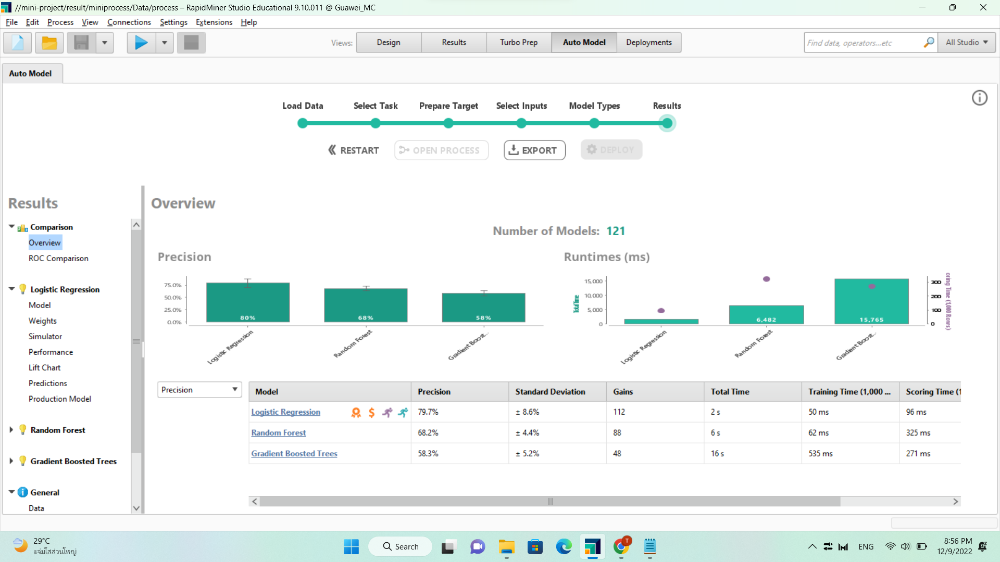 //mini-project/result/miniprocess/Data/process – RapidMiner Studio Educational 9.10.011 @ Guawei_MC
File Edit Process View Connections Settings Extensions Help
Views: Design Results Turbo Prep Auto Model Deployments
Find data, operators...etc
All Studio
Auto Model
Load Data Select Task Prepare Target Select Inputs Model Types Results
RESTART OPEN PROCESS EXPORT DEPLOY
Results
Comparison
Overview
ROC Comparison
Logistic Regression
Model
Weights
Simulator
Performance
Lift Chart
Predictions
Production Model
Random Forest
Gradient Boosted Trees
General
Data
Overview
Number of Models: 121
Precision
75.0%
50.0%
25.0%
0.0%
80% 68% 58%
Logistic Regression Random Forest Gradient Boost...
Runtimes (ms)
Total Time
15,000
10,000
5,000
0
6,482 15,765
300
200
100
0
oring Time (1,000 Rows)
Logistic Regression Random Forest Gradient Boost...
Precision
Model Precision Standard Deviation Gains Total Time Training Time (1,000 ... Scoring Time (1
Logistic Regression 79.7% ± 8.6% 112 2 s 50 ms 96 ms
Random Forest 68.2% ± 4.4% 88 6 s 62 ms 325 ms
Gradient Boosted Trees 58.3% ± 5.2% 48 16 s 535 ms 271 ms
29°C
แจ่มใสส่วนใหญ่
Search
T
ENG
8:56 PM
12/9/2022